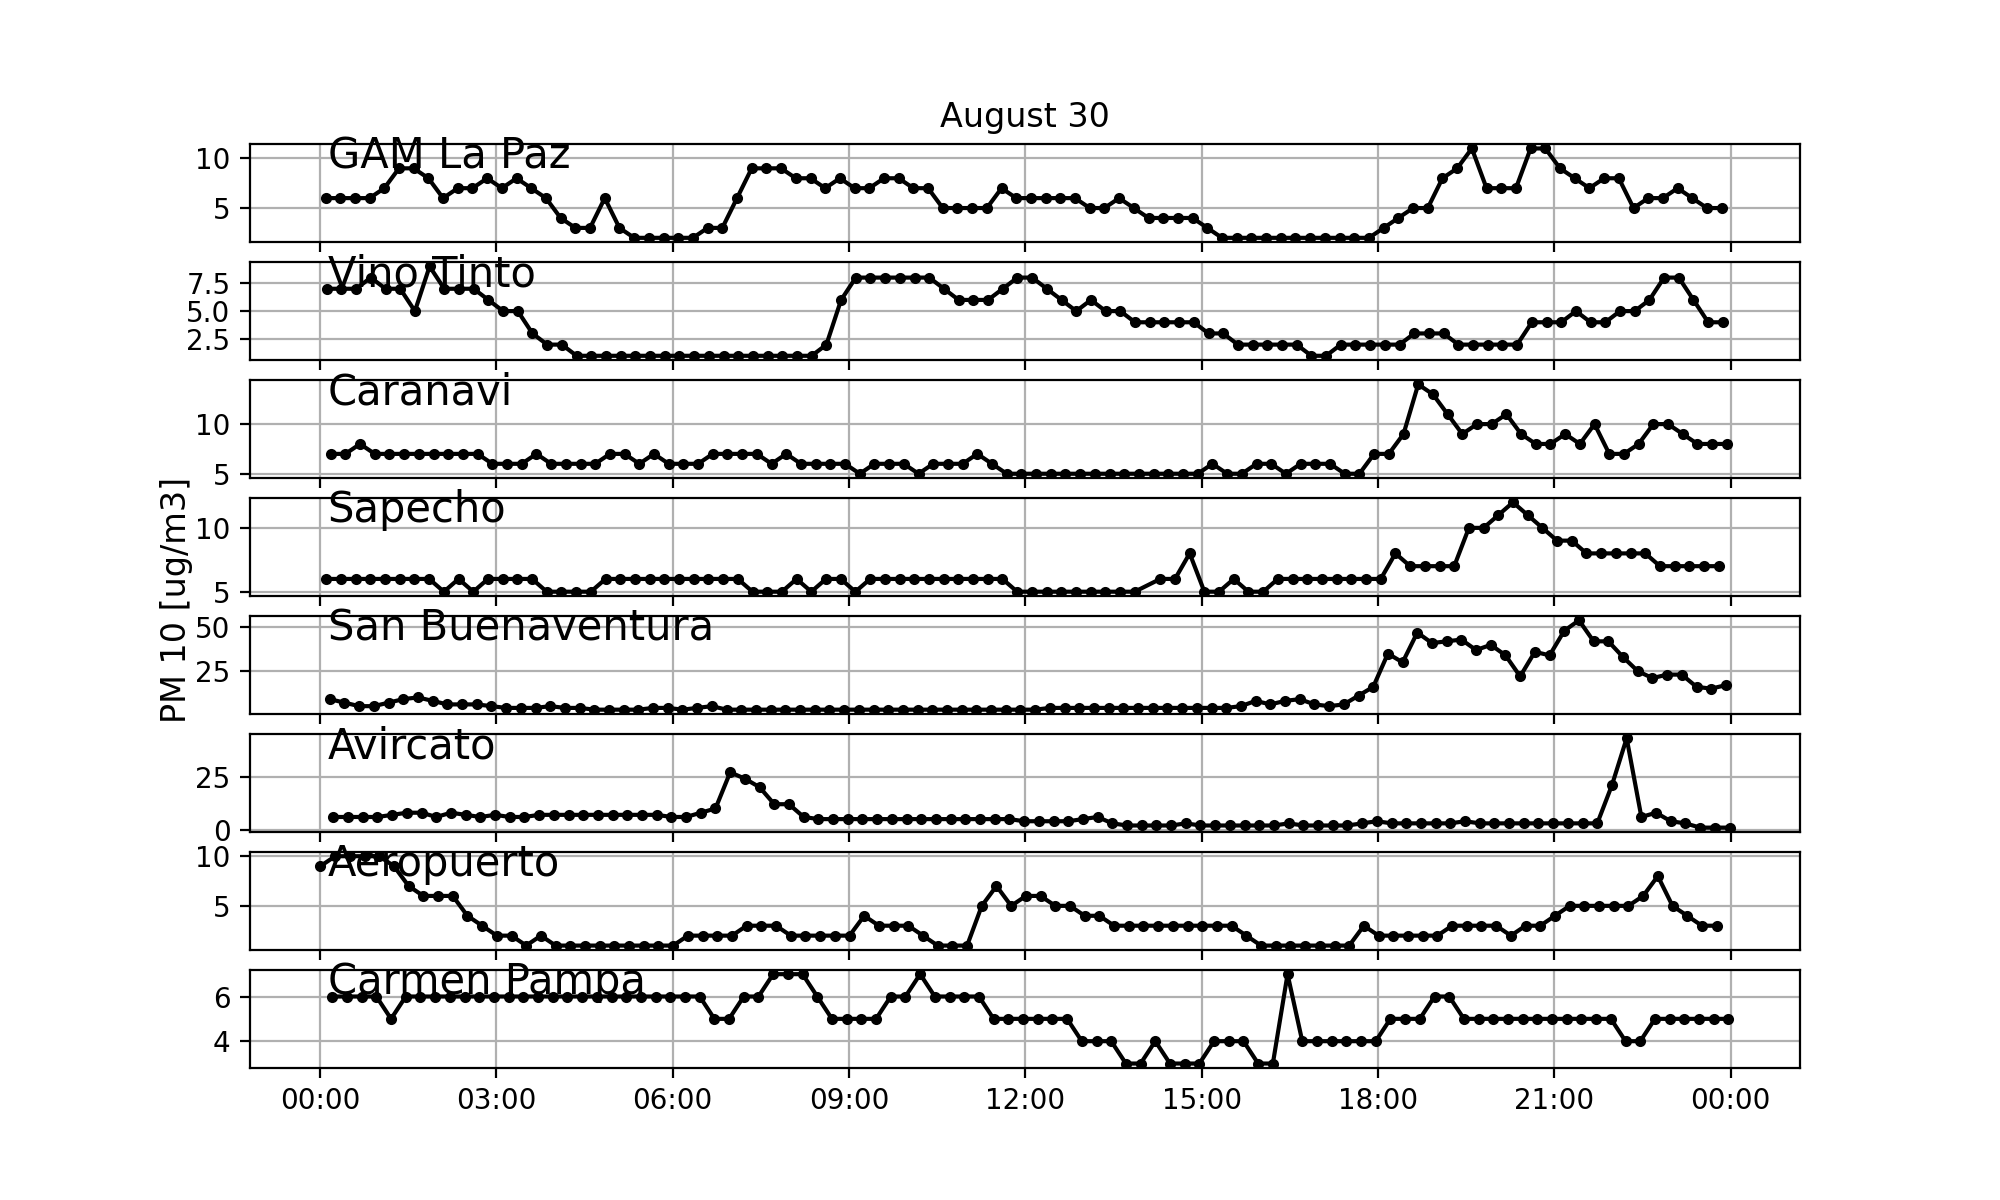 August 30
PM 10 [ug/m3]
GAM La Paz
10
5
Vino Tinto
7.5
5.0
2.5
Caranavi
10
5
Sapecho
10
5
San Buenaventura
50
25
Avircato
25
0
Aeropuerto
10
5
Carmen Pampa
6
4
00:00 03:00 06:00 09:00 12:00 15:00 18:00 21:00 00:00